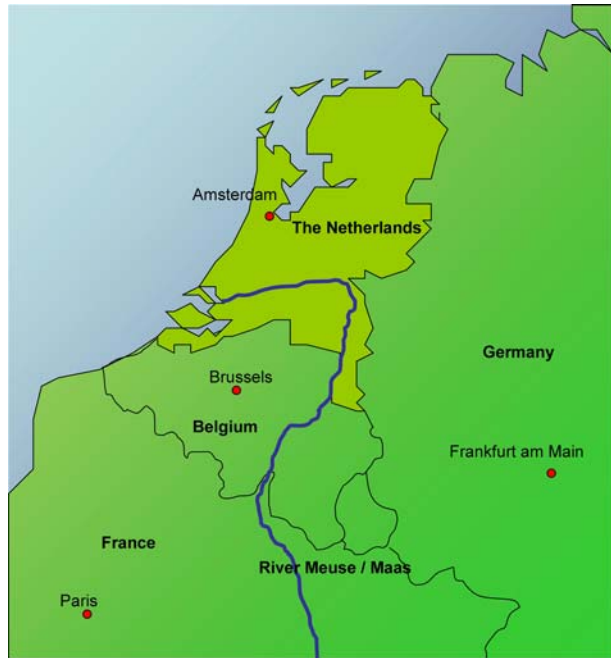 Amsterdam
The Netherlands
Germany
Brussels
Belgium
Frankfurt am Main
France
River Meuse / Maas
Paris